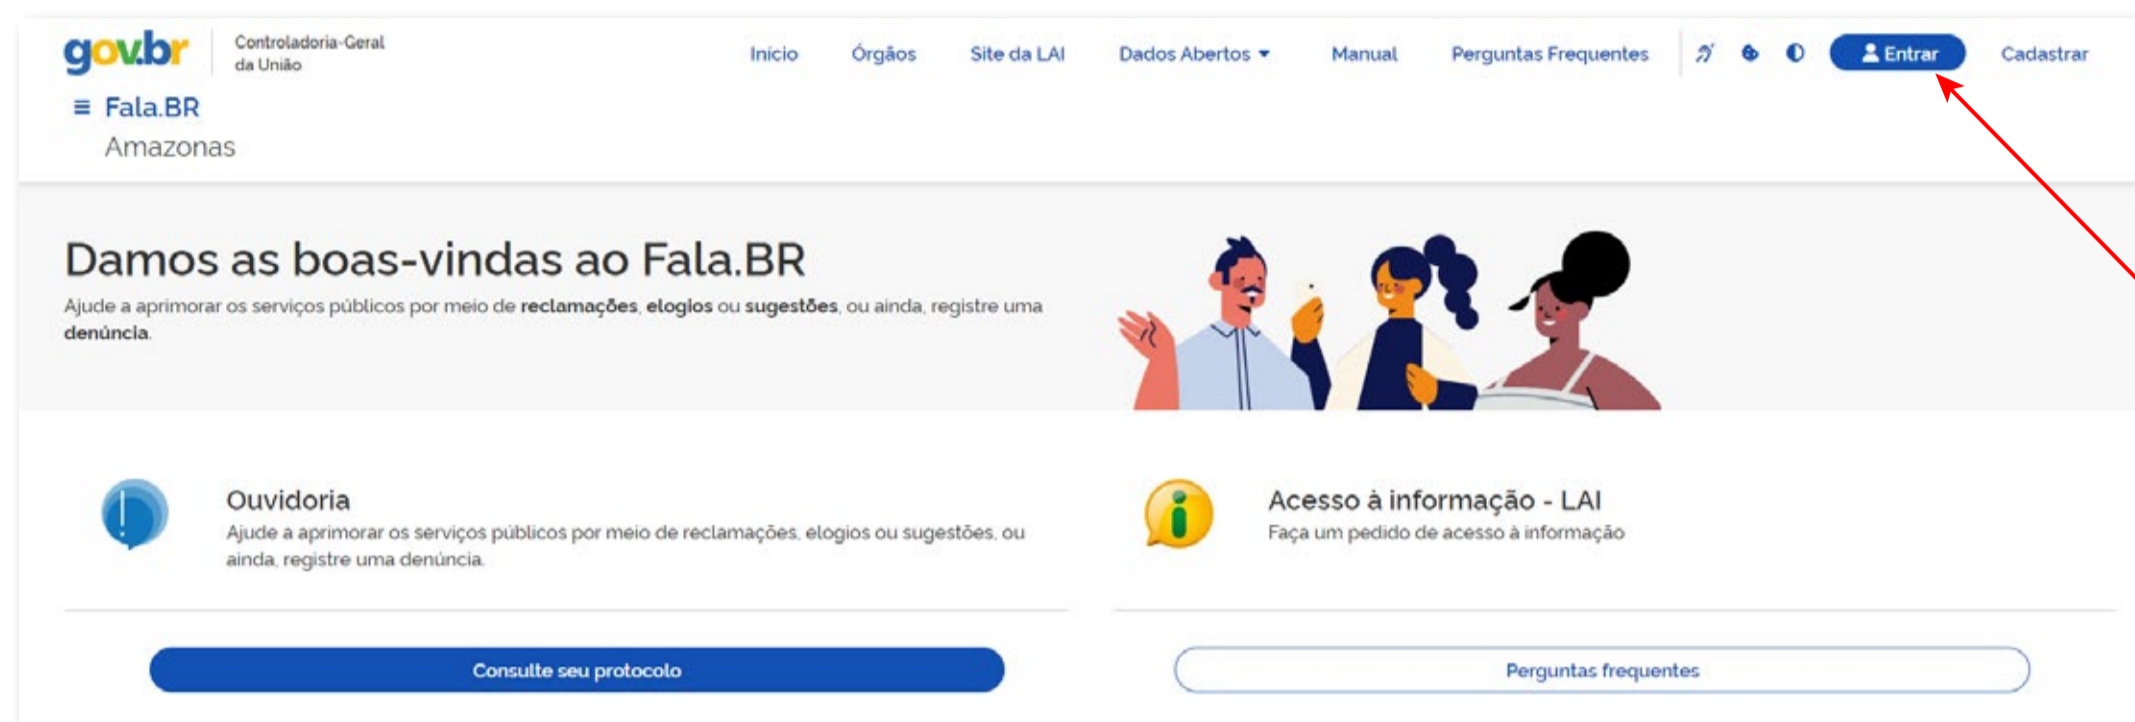 gov.br
Controladoria-Geral
da União
Início Órgãos Site da LAI Dados Abertos Manual Perguntas Frequentes Entrar Cadastrar
Fala.BR
Amazonas
Damos as boas-vindas ao Fala.BR
Ajude a aprimorar os serviços públicos por meio de reclamações, elogios ou sugestões, ou ainda, registre uma
denúncia.
Ouvidoria
Ajude a aprimorar os serviços públicos por meio de reclamações, elogios ou sugestões, ou
ainda, registre uma denúncia.
Acesso à informação - LAI
Faça um pedido de acesso à informação
Consulte seu protocolo
Perguntas frequentes